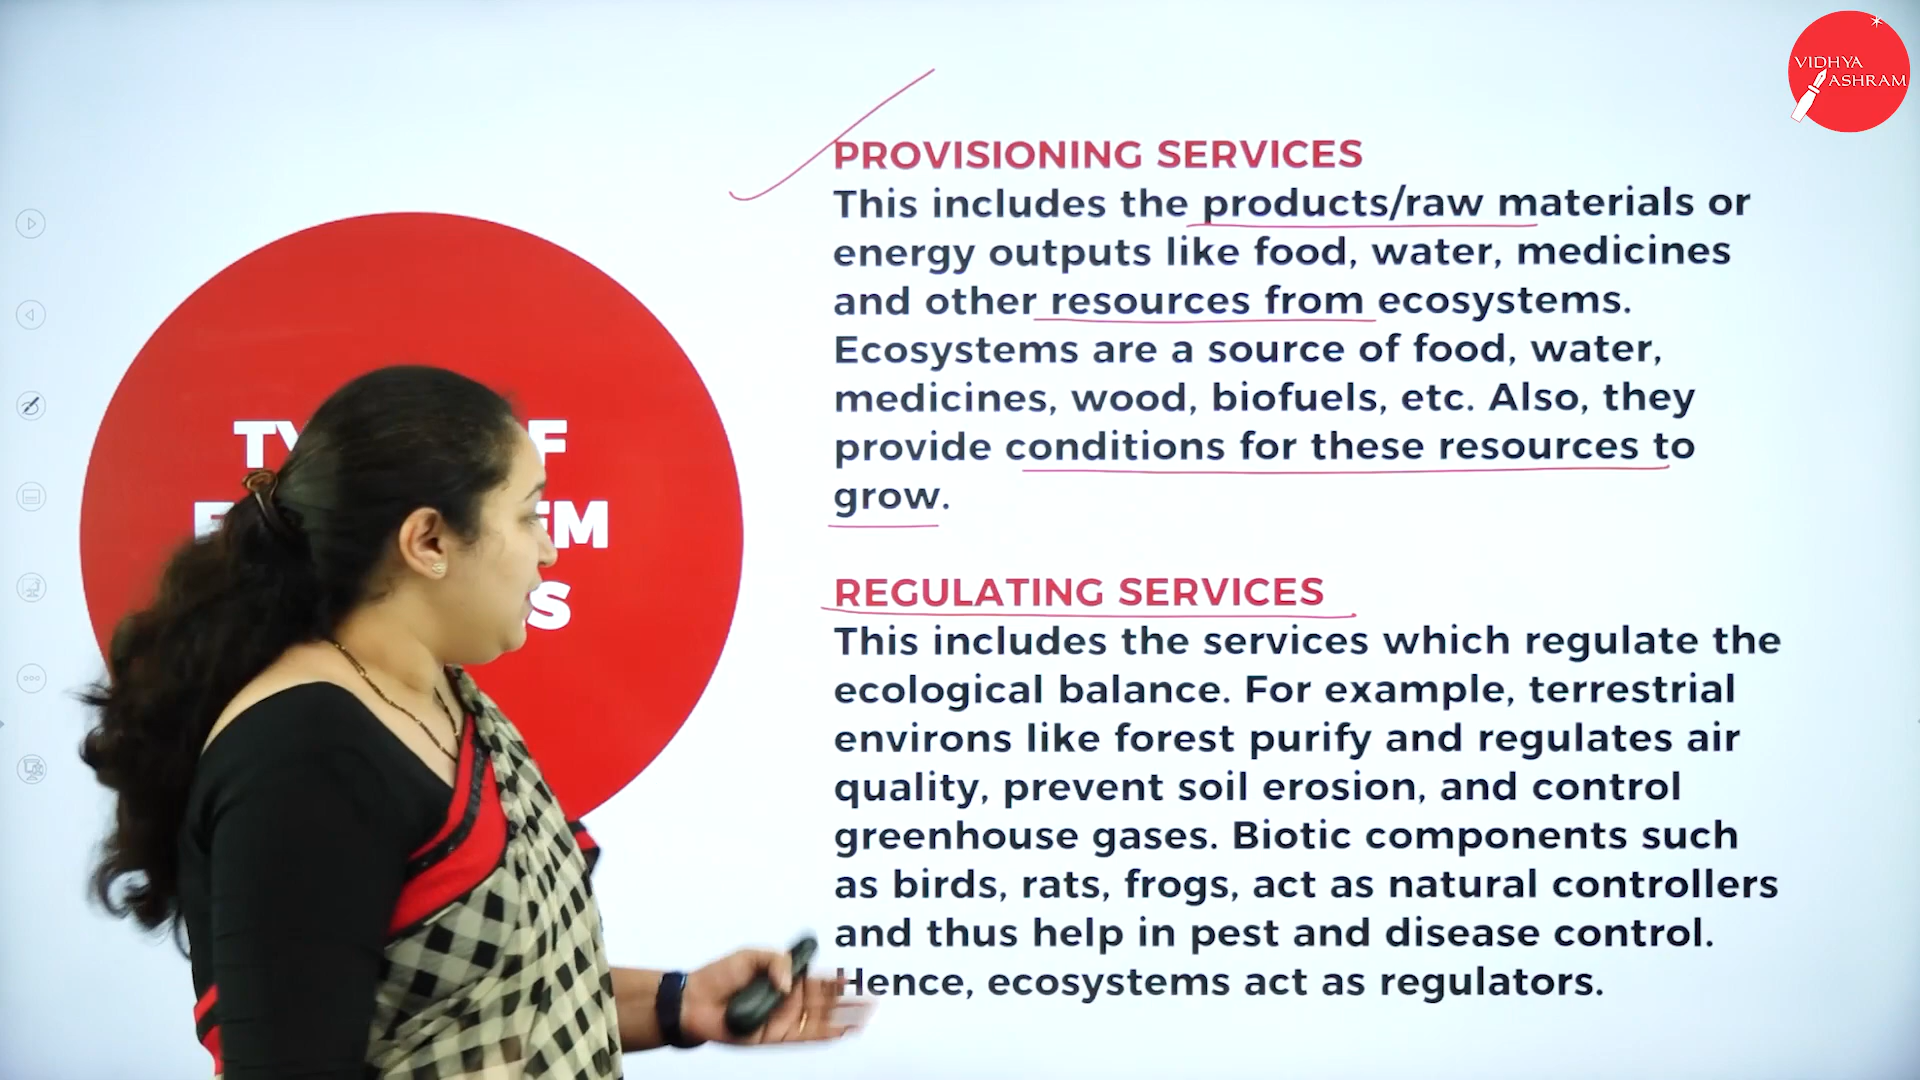 VIDHYA
ASHRAM
PROVISIONING SERVICES
This includes the products/raw materials or
energy outputs like food, water, medicines
and other resources from ecosystems.
Ecosystems are a source of food, water,
medicines, wood, biofuels, etc. Also, they
provide conditions for these resources to
grow.
REGULATING SERVICES
This includes the services which regulate the
ecological balance. For example, terrestrial
environs like forest purify and regulates air
quality, prevent soil erosion, and control
greenhouse gases. Biotic components such
as birds, rats, frogs, act as natural controllers
and thus help in pest and disease control.
Hence, ecosystems act as regulators.